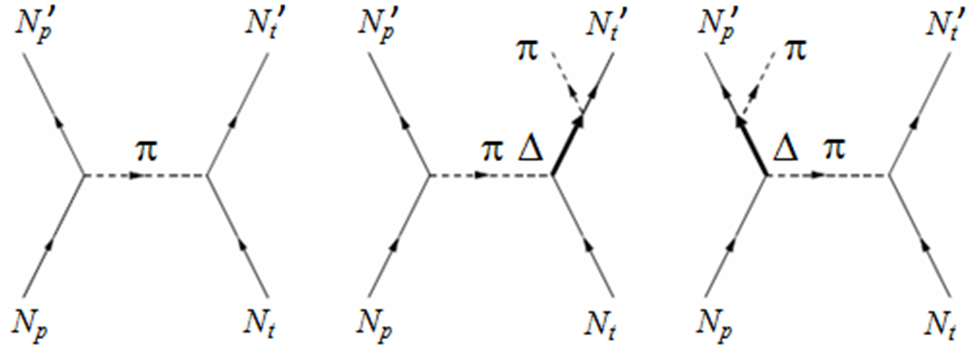 N′p N′t N′p N′t N′p N′t
π π
π π Δ Δ π
Np Nt Np Nt Np Nt